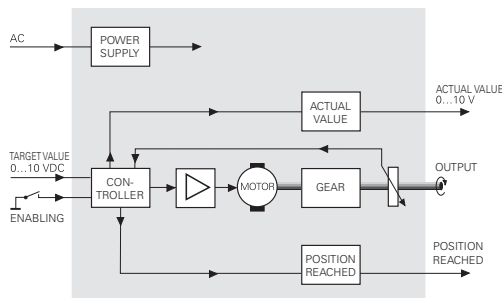 AC
POWER
SUPPLY
ACTUAL VALUE
0...10 V
ACTUAL
VALUE
TARGET VALUE
0...10 VDC
CON-
TROLLER
MOTOR
GEAR
OUTPUT
ENABLING
POSITION
REACHED
POSITION
REACHED